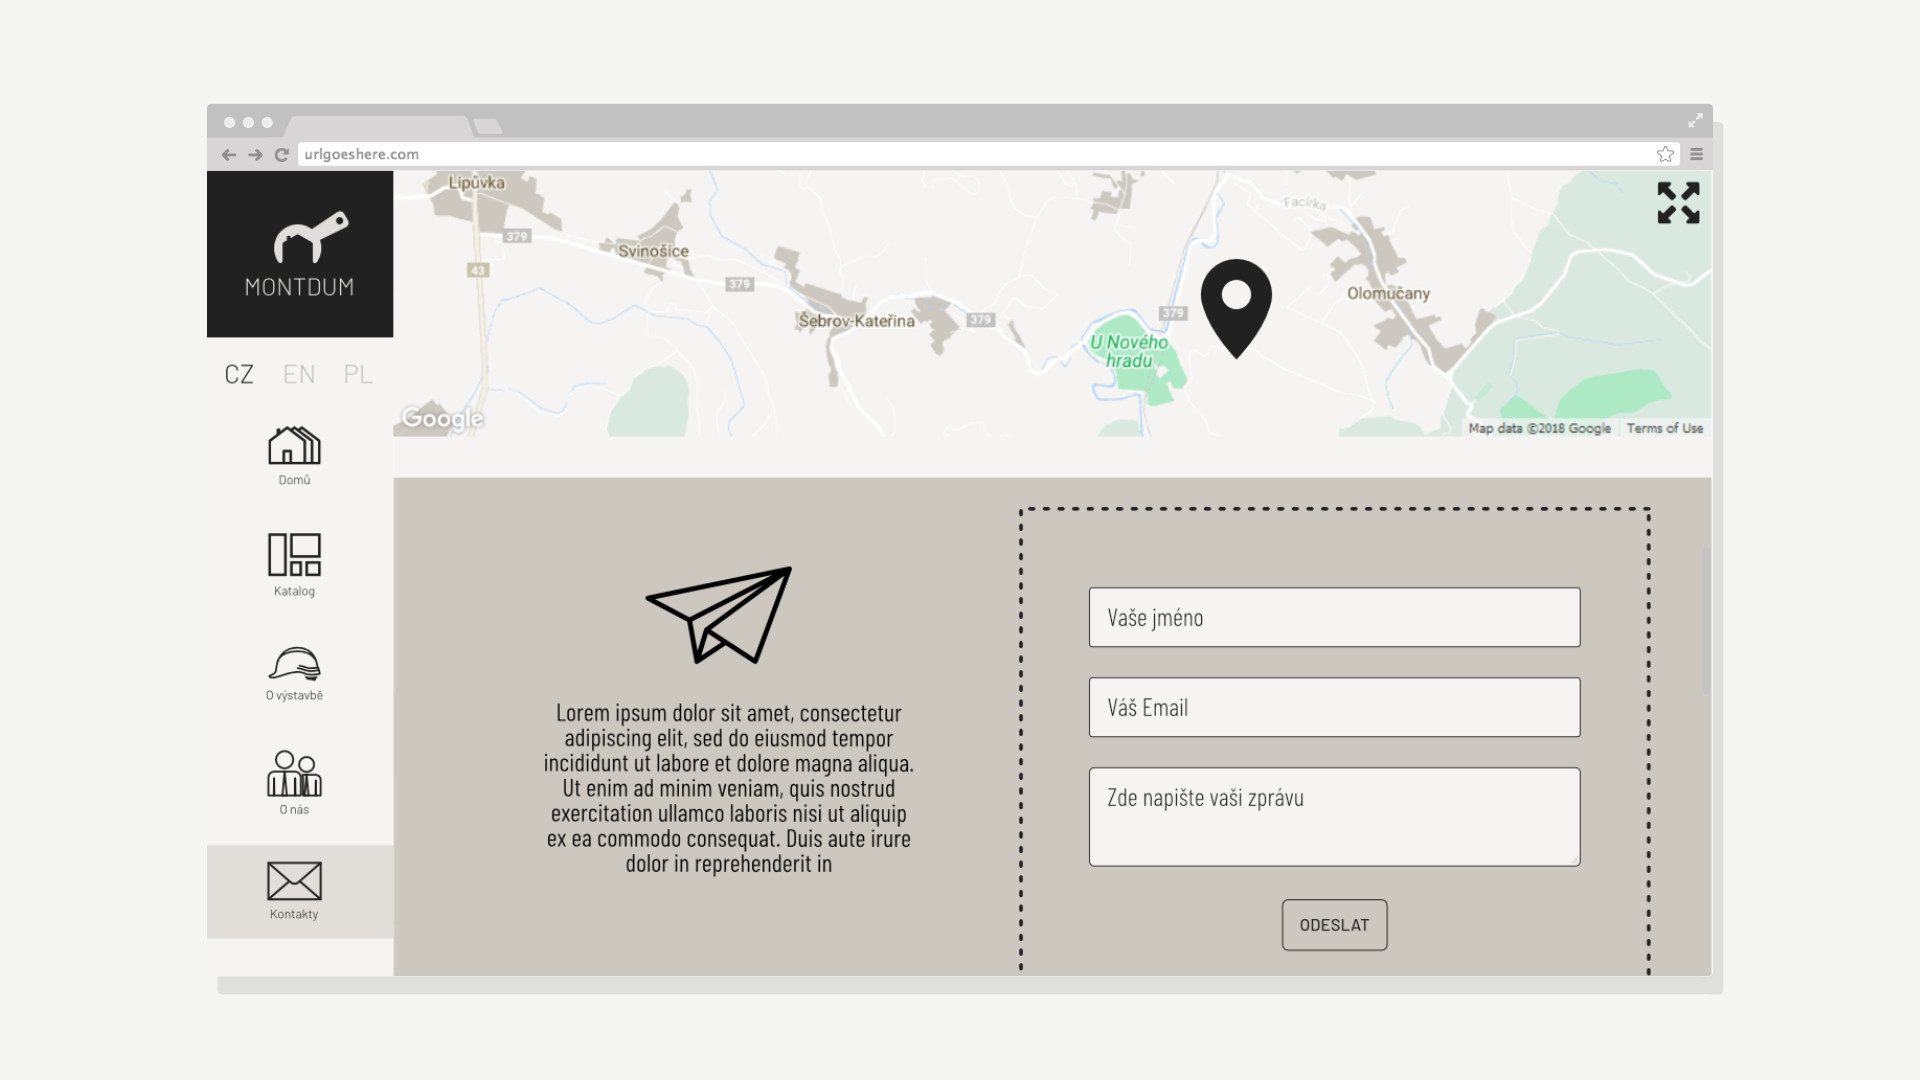 urlgoeshere.com
MONTDUM
CZ EN PL
Domů
Katalog
O výstavbě
O nás
Kontakty
Lipůvka
379
43
Svinošice
379
Šebrov-Kateřina
379
379
U Nového
hradu
Facírka
Olomučany
Google
Map data ©2018 Google
Terms of Use
Lorem ipsum dolor sit amet, consectetur
adipiscing elit, sed do eiusmod tempor
incididunt ut labore et dolore magna aliqua.
Ut enim ad minim veniam, quis nostrud
exercitation ullamco laboris nisi ut aliquip
ex ea commodo consequat. Duis aute irure
dolor in reprehenderit in
Vaše jméno
Váš Email
Zde napište vaši zprávu
ODESLAT